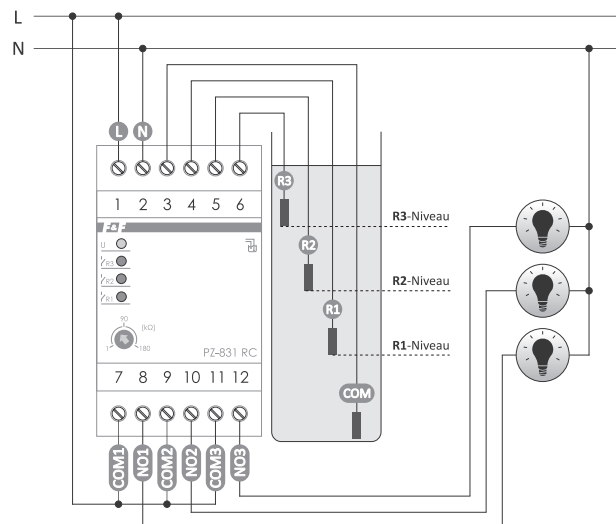 L
N
L N
1 2 3 4 5 6
F&F
U
R3
R2
R1
90
[kΩ]
1 180
PZ-831 RC
7 8 9 10 11 12
COM1 NO1 COM2 NO2 COM3 NO3
R3
R2
R1
COM
R3-Niveau
R2-Niveau
R1-Niveau